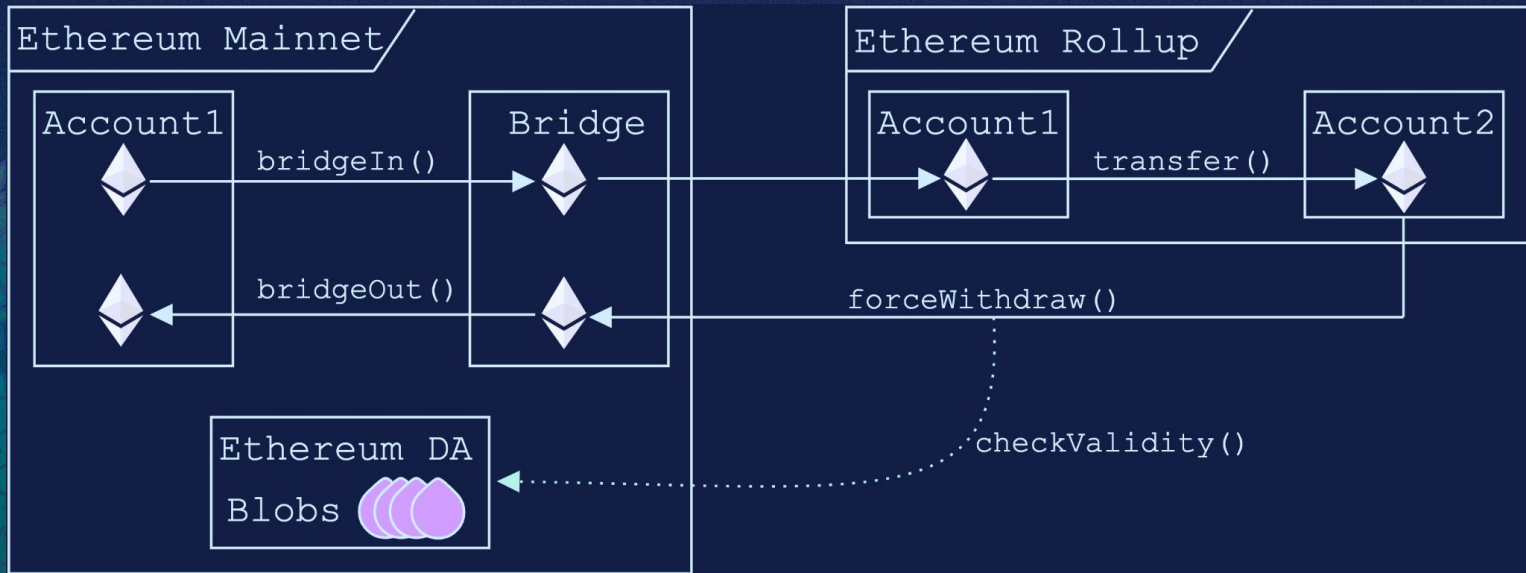 Ethereum Mainnet
Account1
bridgeIn()
Bridge
bridgeOut()
Ethereum DA
Blobs
Ethereum Rollup
Account1
transfer()
Account2
forceWithdraw()
checkValidity()